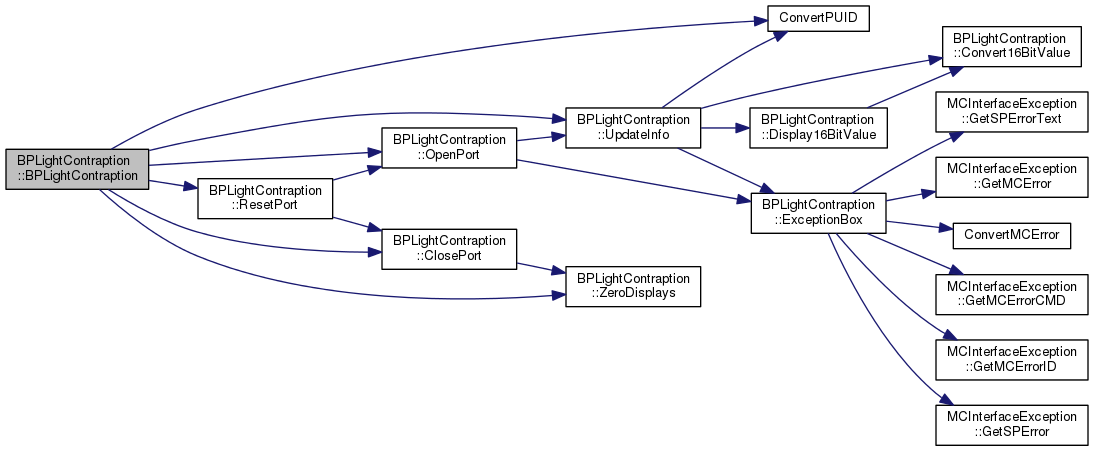 BPLightContraption
::BPLightContraption
BPLightContraption
::ResetPort
BPLightContraption
::OpenPort
BPLightContraption
::ClosePort
BPLightContraption
::UpdateInfo
BPLightContraption
::ZeroDisplays
ConvertPUID
BPLightContraption
::Display16BitValue
BPLightContraption
::ExceptionBox
BPLightContraption
::Convert16BitValue
MCInterfaceException
::GetSPErrorText
MCInterfaceException
::GetMCError
ConvertMCError
MCInterfaceException
::GetMCErrorCMD
MCInterfaceException
::GetMCErrorID
MCInterfaceException
::GetSPError